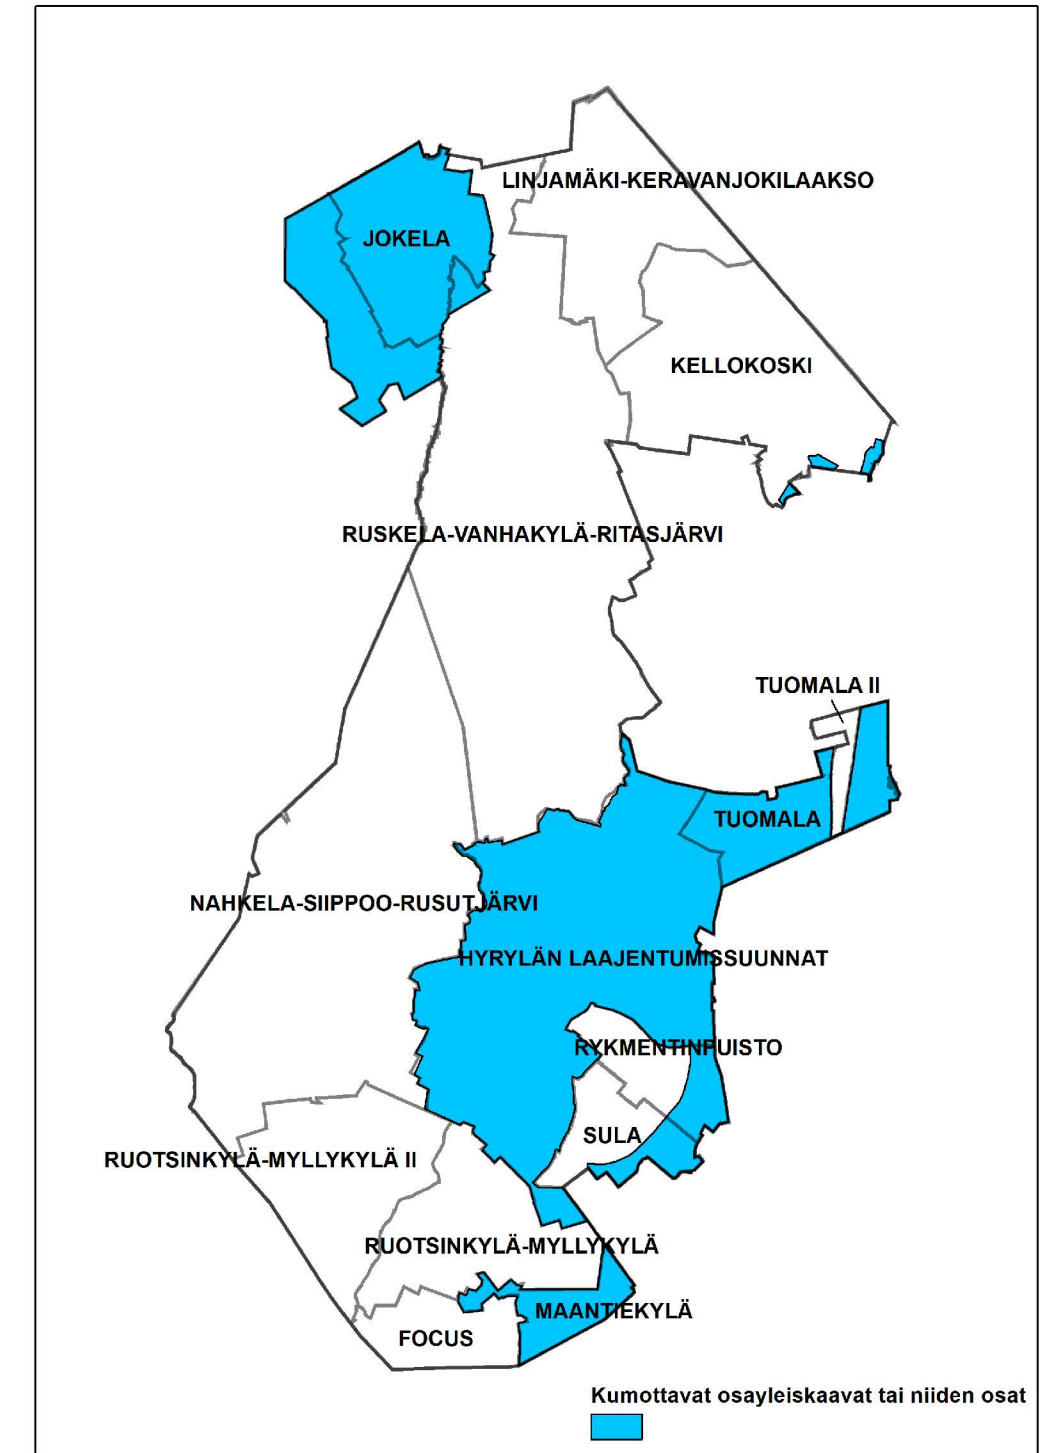 LINJAMÄKI-KERAVANJOKILAAKSO
JOKELA
KELLOKOSKI
RUSKELA-VANHAKYLÄ-RITASJÄRVI
TUOMALA II
TUOMALA
NAHKELA-SIIPPOO-RUSUTJÄRVI
HYRYLÄN LAAJENTUMISSUUNNAT
RYKMENTINPUISTO
SULA
RUOTSINKYLÄ-MYLLYKYLÄ II
RUOTSINKYLÄ-MYLLYKYLÄ
MAANTIEKYLÄ
FOCUS
Kumottavat osayleiskaavat tai niiden osat